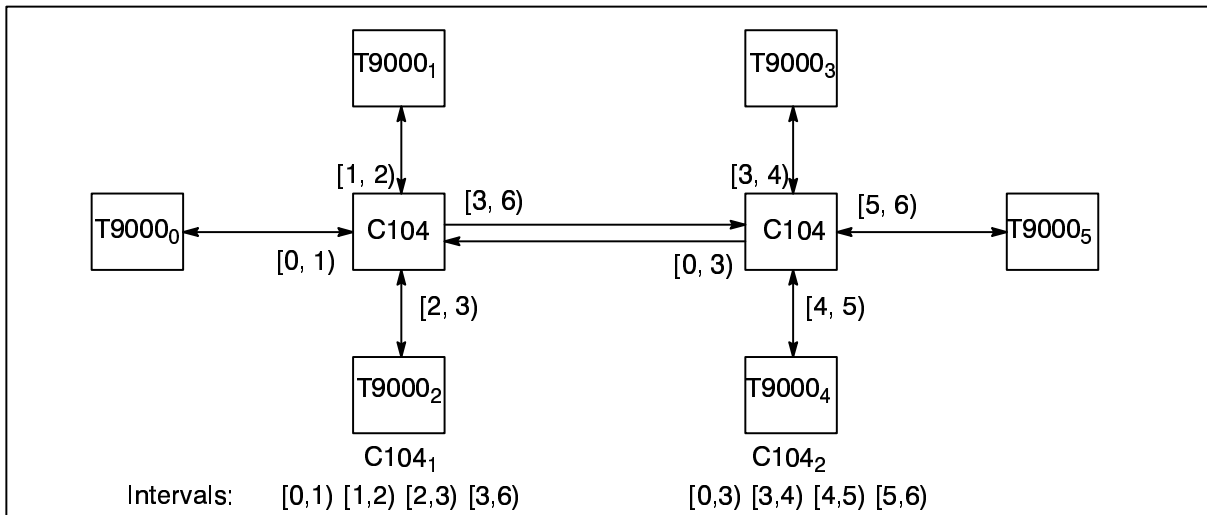 T9000₁ T9000₃
[1, 2) [3, 4)
[3, 6) [5, 6)
T9000₀ C104 C104 T9000₅
[0, 1) [0, 3)
[2, 3) [4, 5)
T9000₂ T9000₄
C104₁ C104₂
Intervals: [0,1) [1,2) [2,3) [3,6) [0,3) [3,4) [4,5) [5,6)